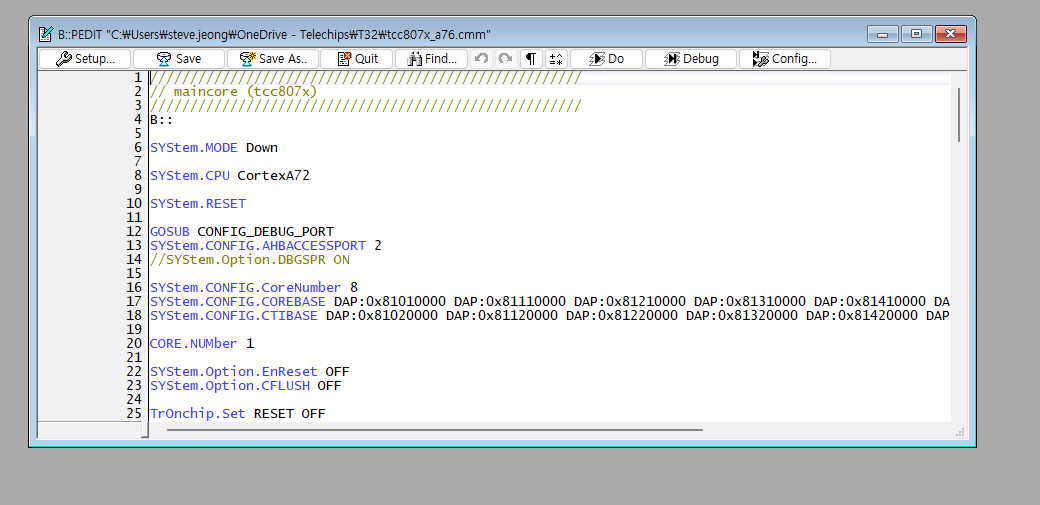 B::PEDIT "C:₩Users₩steve.jeong₩OneDrive - Telechips₩T32₩tcc807x_a76.cmm"
Setup... Save Save As.. Quit Find... ¶ Do Debug Config...
1 //////////////////////////////////////////////////////
2 // maincore (tcc807x)
3 //////////////////////////////////////////////////////
4 B::
5
6 SYStem.MODE Down
7
8 SYStem.CPU CortexA72
9
10 SYStem.RESET
11
12 GOSUB CONFIG_DEBUG_PORT
13 SYStem.CONFIG.AHBACCESSPORT 2
14 //SYStem.Option.DBGSPR ON
15
16 SYStem.CONFIG.CoreNumber 8
17 SYStem.CONFIG.COREBASE DAP:0x81010000 DAP:0x81110000 DAP:0x81210000 DAP:0x81310000 DAP:0x81410000 DA
18 SYStem.CONFIG.CTIBASE DAP:0x81020000 DAP:0x81120000 DAP:0x81220000 DAP:0x81320000 DAP:0x81420000 DAP
19
20 CORE.NUMber 1
21
22 SYStem.Option.EnReset OFF
23 SYStem.Option.CFLUSH OFF
24
25 TrOnchip.Set RESET OFF